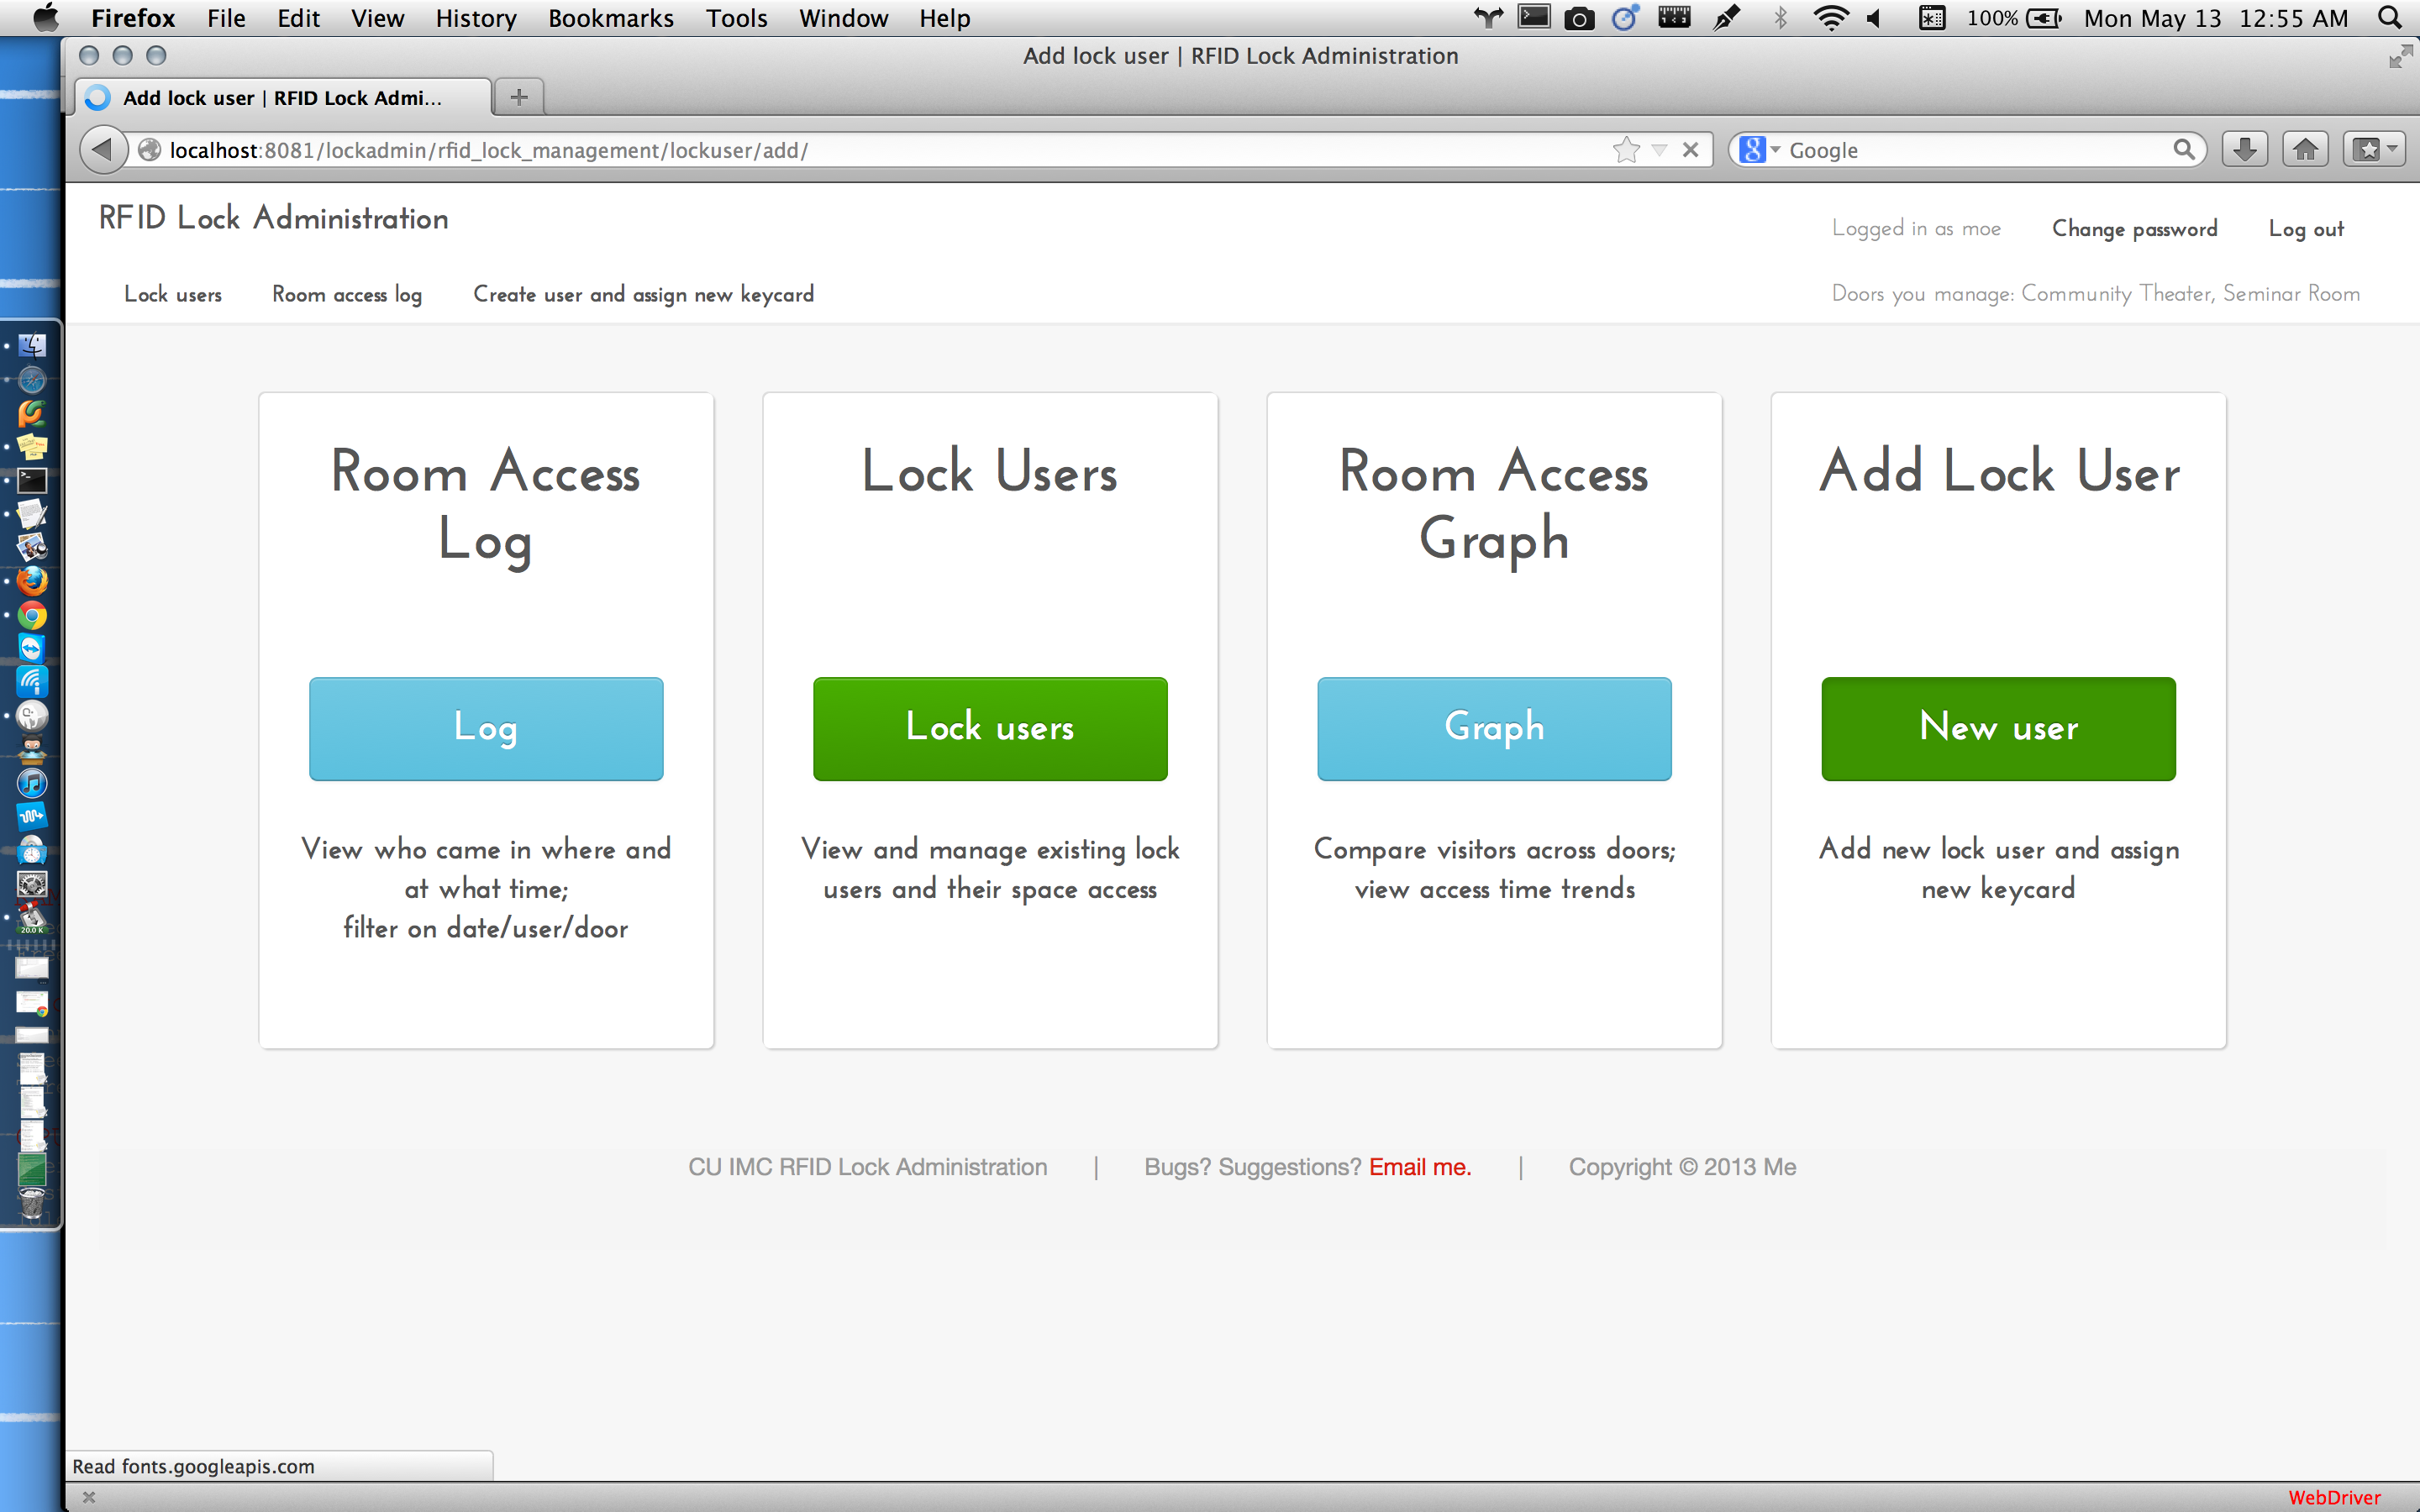 Firefox File Edit View History Bookmarks Tools Window Help 100% Mon May 13 12:55 AM
Add lock user | RFID Lock Administration
Add lock user | RFID Lock Admi...
localhost:8081/lockadmin/rfid_lock_management/lockuser/add/ Google
RFID Lock Administration
Logged in as moe Change password Log out
Lock users Room access log Create user and assign new keycard
Doors you manage: Community Theater, Seminar Room
Room Access
Log
Log
View who came in where and
at what time;
filter on date/user/door
Lock Users
Lock users
View and manage existing lock
users and their space access
Room Access
Graph
Graph
Compare visitors across doors;
view access time trends
Add Lock User
New user
Add new lock user and assign
new keycard
20.0 K
CU IMC RFID Lock Administration | Bugs? Suggestions? Email me. | Copyright © 2013 Me
Read fonts.googleapis.com
WebDriver